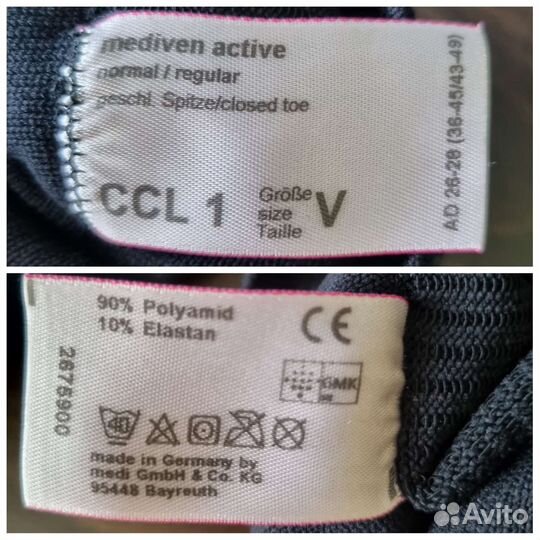 mediven active
normal / regular
geschl. Spitze/closed toe
CCL 1
Größe
size
Taille
V
AD 26-28 (36-45/43-49)
90% Polyamid
10% Elastan
CE
GMK
2675900
40
made in Germany by
medi GmbH & Co. KG
95448 Bayreuth
Avito